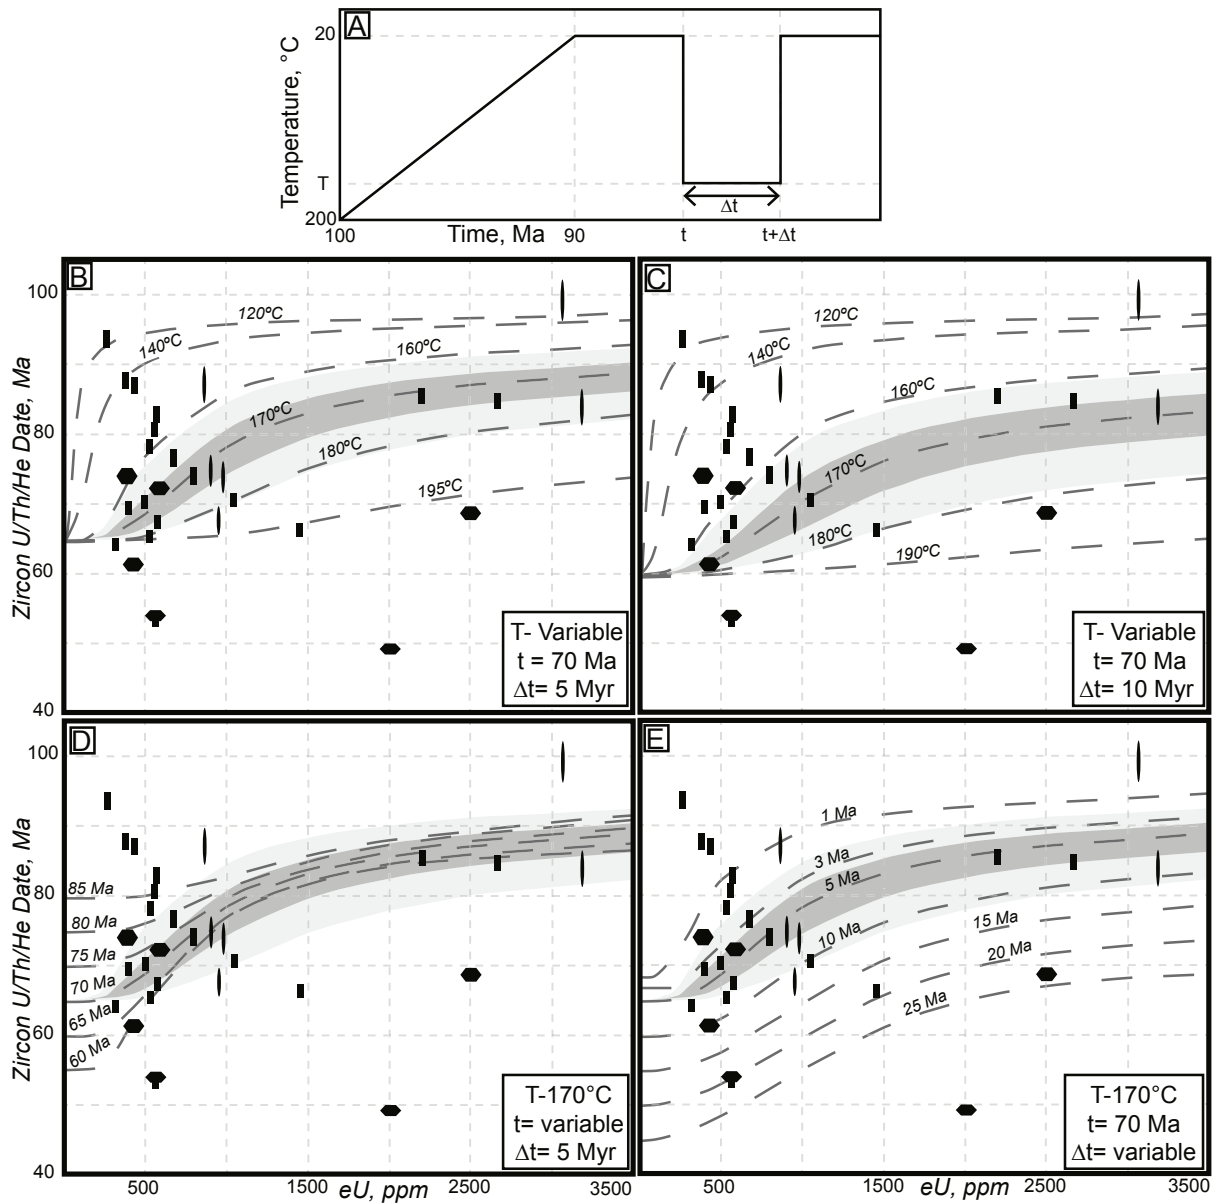 A
Temperature, °C
20
T
200
Δt
100
Time, Ma
90
t
t+Δt
B
Zircon U/Th/He Date, Ma
100
80
60
40
120°C
140°C
160°C
170°C
180°C
195°C
T- Variable
t = 70 Ma
Δt= 5 Myr
C
120°C
140°C
160°C
170°C
180°C
190°C
T- Variable
t= 70 Ma
Δt= 10 Myr
D
Zircon U/Th/He Date, Ma
100
80
60
40
85 Ma
80 Ma
75 Ma
70 Ma
65 Ma
60 Ma
T-170°C
t= variable
Δt= 5 Myr
500
1500
eU, ppm
2500
3500
E
1 Ma
3 Ma
5 Ma
10 Ma
15 Ma
20 Ma
25 Ma
T-170°C
t= 70 Ma
Δt= variable
500
1500
2500
eU, ppm
3500